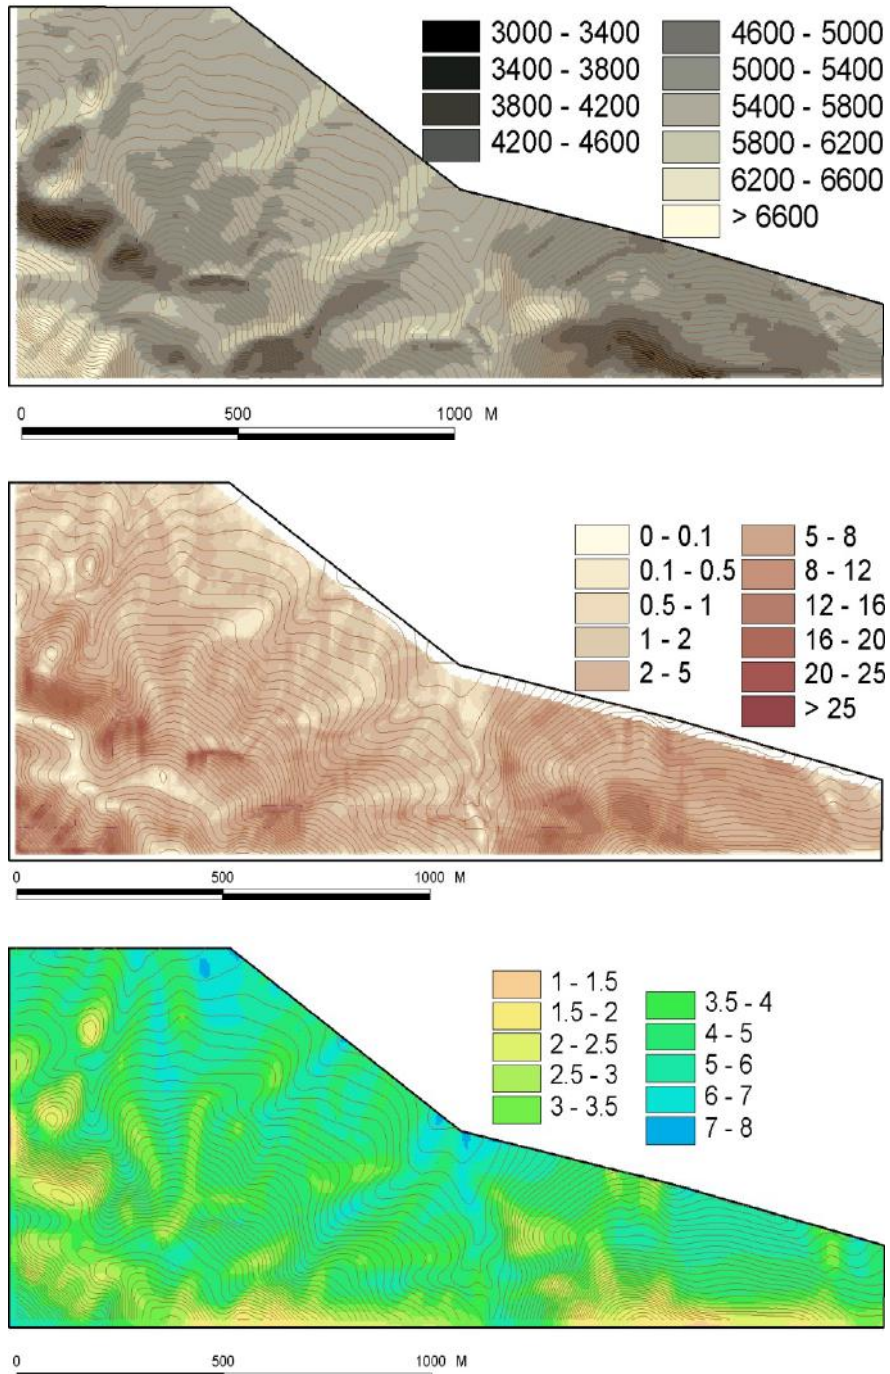 3000 - 3400 4600 - 5000
3400 - 3800 5000 - 5400
3800 - 4200 5400 - 5800
4200 - 4600 5800 - 6200
6200 - 6600
> 6600
0 500 1000 M
0 - 0.1 5 - 8
0.1 - 0.5 8 - 12
0.5 - 1 12 - 16
1 - 2 16 - 20
2 - 5 20 - 25
> 25
0 500 1000 M
1 - 1.5 3.5 - 4
1.5 - 2 4 - 5
2 - 2.5 5 - 6
2.5 - 3 6 - 7
3 - 3.5 7 - 8
0 500 1000 M